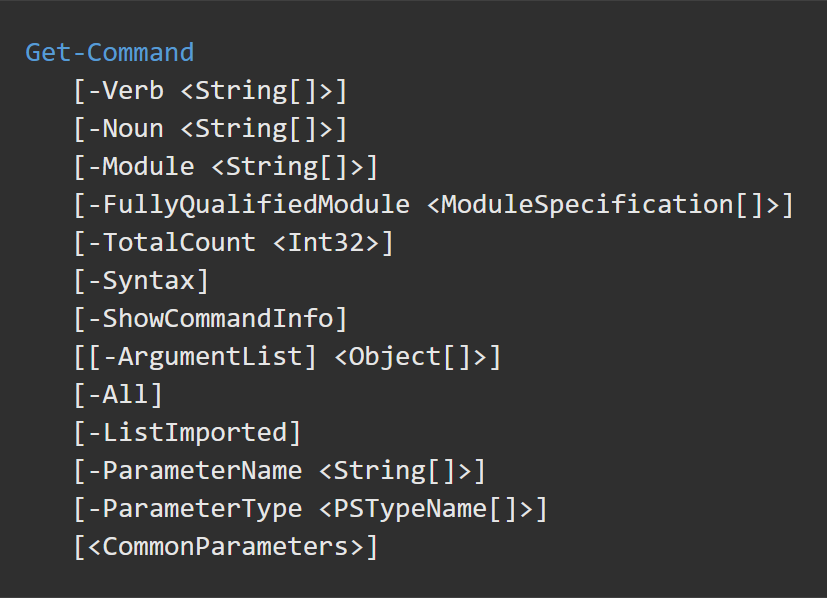 Get-Command
[-Verb <String[]>]
[-Noun <String[]>]
[-Module <String[]>]
[-FullyQualifiedModule <ModuleSpecification[]>]
[-TotalCount <Int32>]
[-Syntax]
[-ShowCommandInfo]
[[-ArgumentList] <Object[]>]
[-All]
[-ListImported]
[-ParameterName <String[]>]
[-ParameterType <PSTypeName[]>]
[<CommonParameters>]